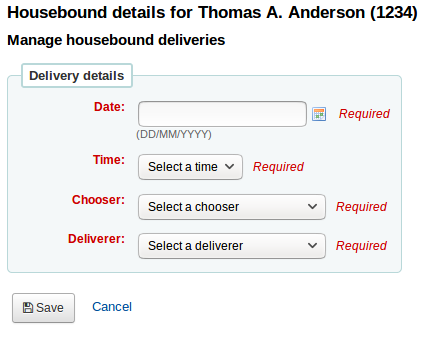 Housebound details for Thomas A. Anderson (1234)
Manage housebound deliveries
Delivery details
Date: Required
(DD/MM/YYYY)
Time: Select a time Required
Chooser: Select a chooser Required
Deliverer: Select a deliverer Required
Save Cancel